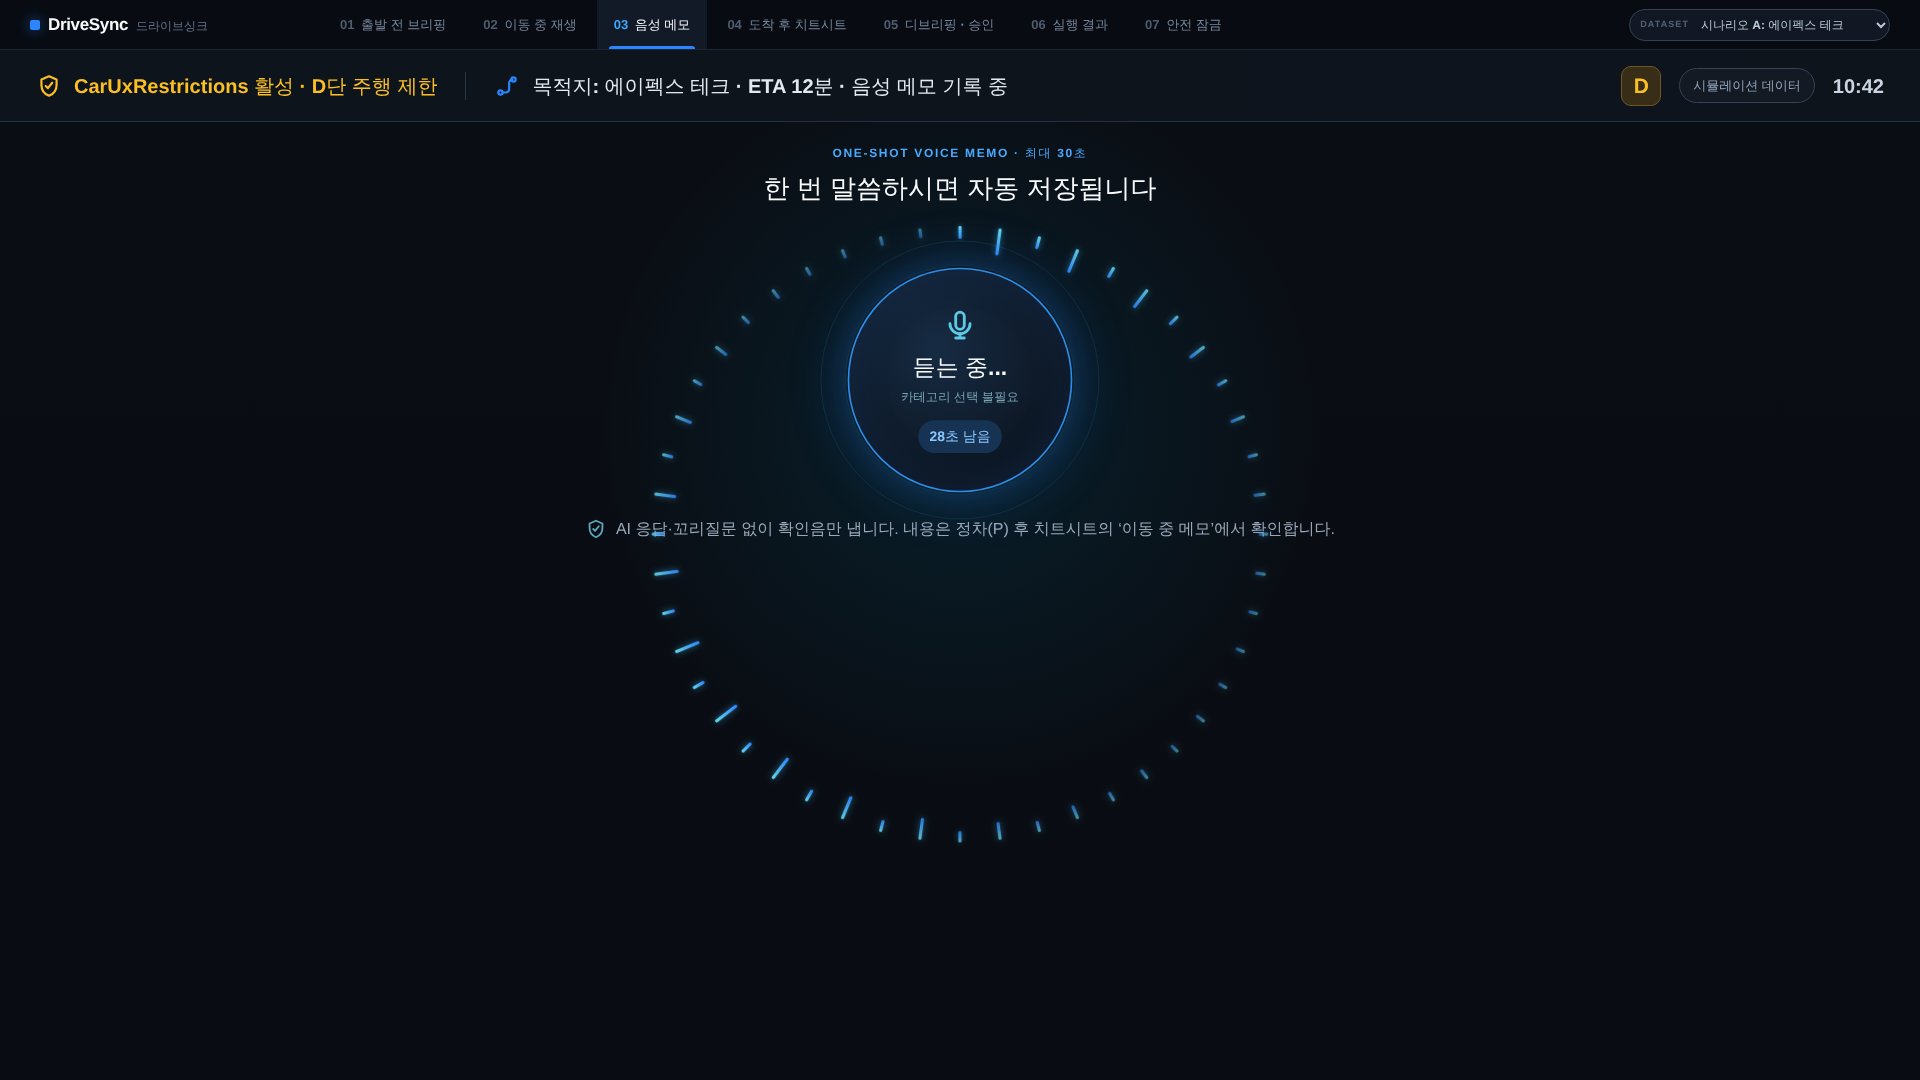 DriveSync 드라이브싱크
01 출발 전 브리핑
02 이동 중 재생
03 음성 메모
04 도착 후 치트시트
05 디브리핑 · 승인
06 실행 결과
07 안전 잠금
DATASET 시나리오 A: 에이펙스 테크
CarUxRestrictions 활성 · D단 주행 제한
목적지: 에이펙스 테크 · ETA 12분 · 음성 메모 기록 중
D
시뮬레이션 데이터
10:42
ONE-SHOT VOICE MEMO · 최대 30초
한 번 말씀하시면 자동 저장됩니다
듣는 중...
카테고리 선택 불필요
28초 남음
AI 응답·꼬리질문 없이 확인음만 냅니다. 내용은 정차(P) 후 치트시트의 ‘이동 중 메모’에서 확인합니다.